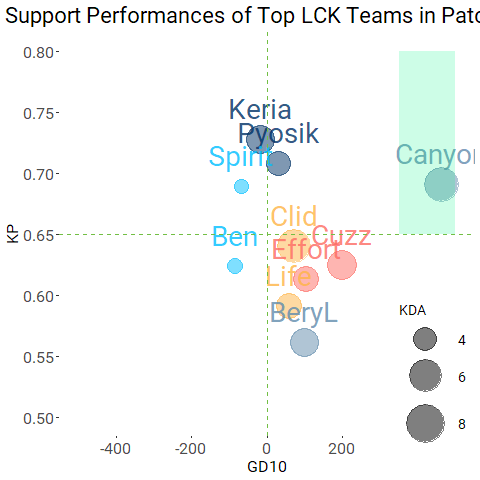 Support Performances of Top LCK Teams in Patc
0.80
0.75
0.70
0.65
0.60
0.55
0.50
KP
Keria
Pyosik
Spirit
Canyon
Clid
Ben
Cuzz
Effort
Life
BeryL
KDA
4
6
8
-400
-200
0
200
GD10